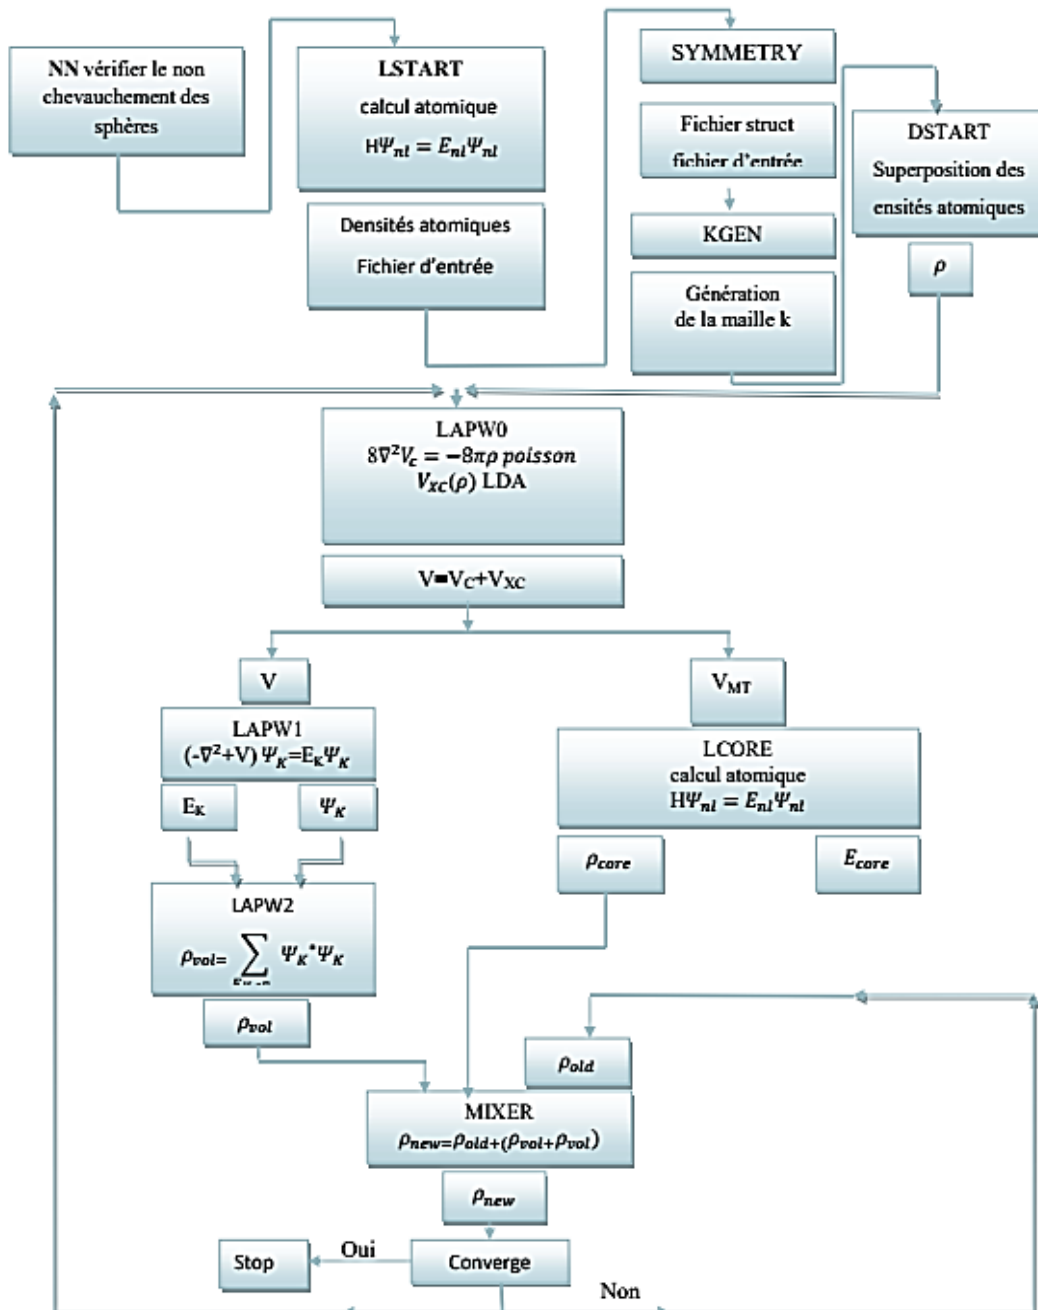 NN vérifier le non
chevauchement des
sphères
LSTART
calcul atomique
HΨnl = EnlΨnl
Densités atomiques
Fichier d'entrée
SYMMETRY
Fichier struct
fichier d'entrée
KGEN
Génération
de la maille k
DSTART
Superposition des
ensités atomiques
ρ
LAPW0
8∇²Vc = −8πρ poisson
VXC(ρ) LDA
V=VC+VXC
V
LAPW1
(-∇²+V) ΨK=EKΨK
EK
ΨK
LAPW2
ρvol= ∑ ΨK*ΨK
ρvol
VMT
LCORE
calcul atomique
HΨnl = EnlΨnl
ρcore
Ecore
ρold
MIXER
ρnew=ρold+(ρvol+ρvol)
ρnew
Converge
Oui
Stop
Non